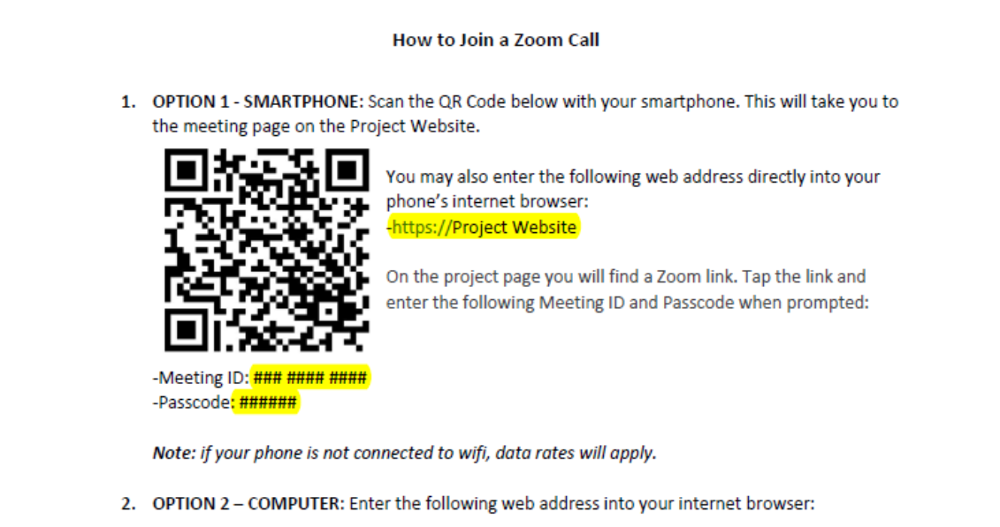 How to Join a Zoom Call
1. OPTION 1 - SMARTPHONE: Scan the QR Code below with your smartphone. This will take you to
the meeting page on the Project Website.
You may also enter the following web address directly into your
phone’s internet browser:
-https://Project Website
On the project page you will find a Zoom link. Tap the link and
enter the following Meeting ID and Passcode when prompted:
-Meeting ID: ### #### ####
-Passcode: ######
Note: if your phone is not connected to wifi, data rates will apply.
2. OPTION 2 – COMPUTER: Enter the following web address into your internet browser: